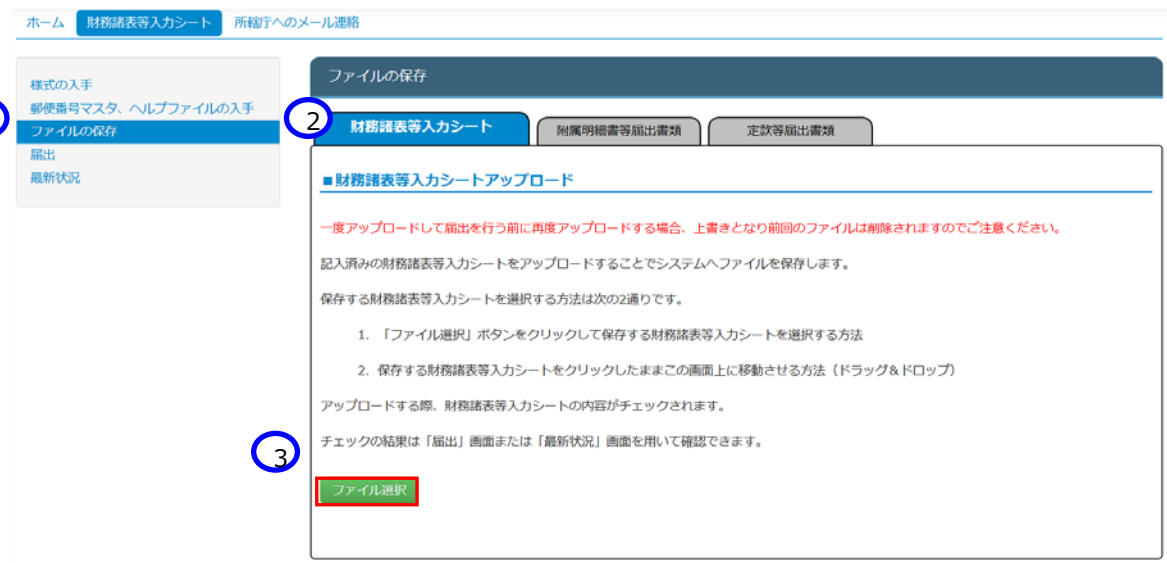 ホーム 財務諸表等入力シート 所轄庁へのメール連絡
様式の入手
郵便番号マスタ、ヘルプファイルの入手
ファイルの保存
届出
最新状況
ファイルの保存
2
財務諸表等入力シート 附属明細書等届出書類 定款等届出書類
■財務諸表等入力シートアップロード
一度アップロードして届出を行う前に再度アップロードする場合、上書きとなり前回のファイルは削除されますのでご注意ください。
記入済みの財務諸表等入力シートをアップロードすることでシステムへファイルを保存します。
保存する財務諸表等入力シートを選択する方法は次の2通りです。
1. 「ファイル選択」ボタンをクリックして保存する財務諸表等入力シートを選択する方法
2. 保存する財務諸表等入力シートをクリックしたままこの画面上に移動させる方法（ドラッグ＆ドロップ）
アップロードする際、財務諸表等入力シートの内容がチェックされます。
チェックの結果は「届出」画面または「最新状況」画面を用いて確認できます。
3
ファイル選択